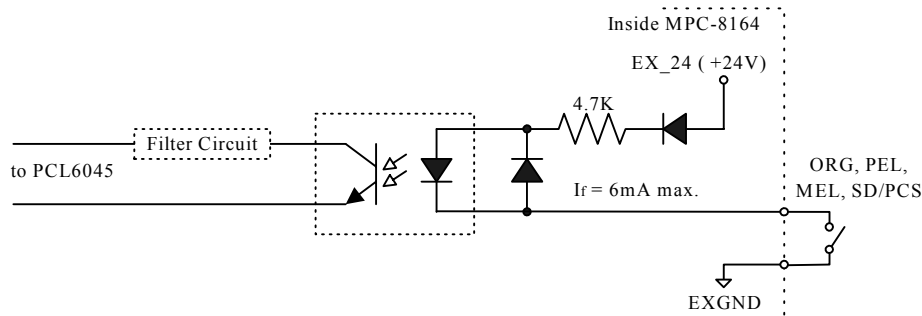 Inside MPC-8164
EX_24 ( +24V)
4.7K
Filter Circuit
to PCL6045
ORG, PEL,
MEL, SD/PCS
If = 6mA max.
EXGND